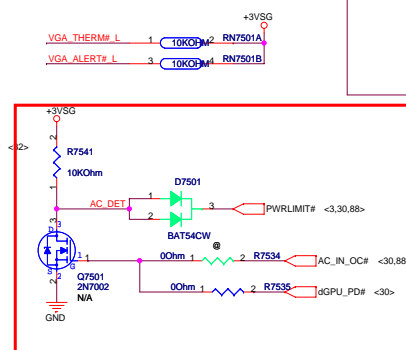 +3VSG
VGA_THERM#_L 1 10KOHM 2 RN7501A
VGA_ALERT#_L 3 10KOHM 4 RN7501B
+3VSG
2
R7541
10KOhm
1
D7501
AC_DET 1
2
3 PWRLIMIT# <3,30,88>
BAT54CW
3
D
G 1
S
2
Q7501
2N7002
N/A
GND
@
0Ohm 1 2 R7534 AC_IN_OC# <30,88
0Ohm 1 2 R7535 dGPU_PD# <30>